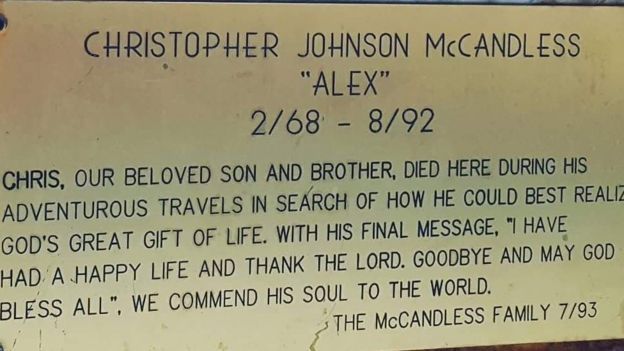 CHRISTOPHER JOHNSON McCANDLESS
"ALEX"
2/68 - 8/92
CHRIS, OUR BELOVED SON AND BROTHER, DIED HERE DURING HIS
ADVENTUROUS TRAVELS IN SEARCH OF HOW HE COULD BEST REALIZ
GOD'S GREAT GIFT OF LIFE. WITH HIS FINAL MESSAGE, "I HAVE
HAD A HAPPY LIFE AND THANK THE LORD. GOODBYE AND MAY GOD
BLESS ALL", WE COMMEND HIS SOUL TO THE WORLD.
THE McCANDLESS FAMILY 7/93